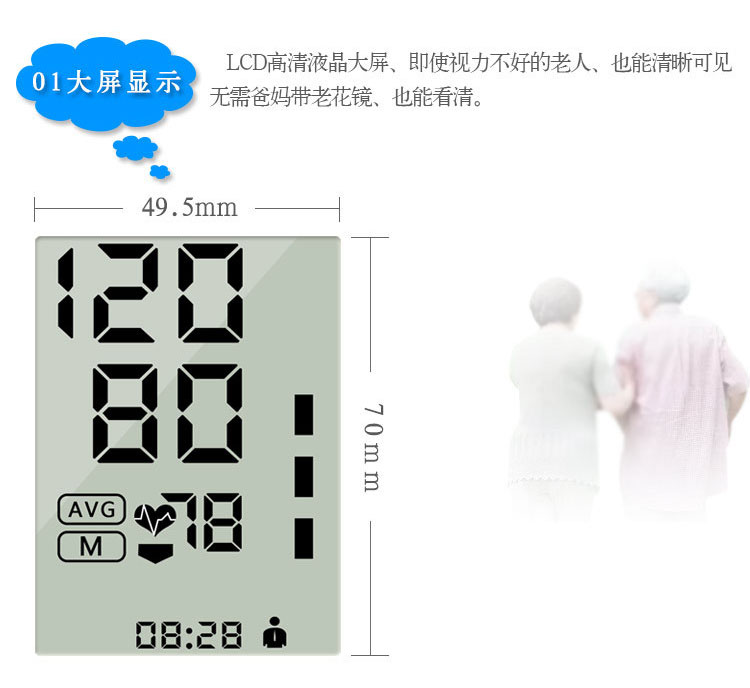 01大屏显示
LCD高清液晶大屏、即使视力不好的老人、也能清晰可见
无需爸妈带老花镜、也能看清。
49.5mm
120
80
70mm
AVG
78
M
08:28